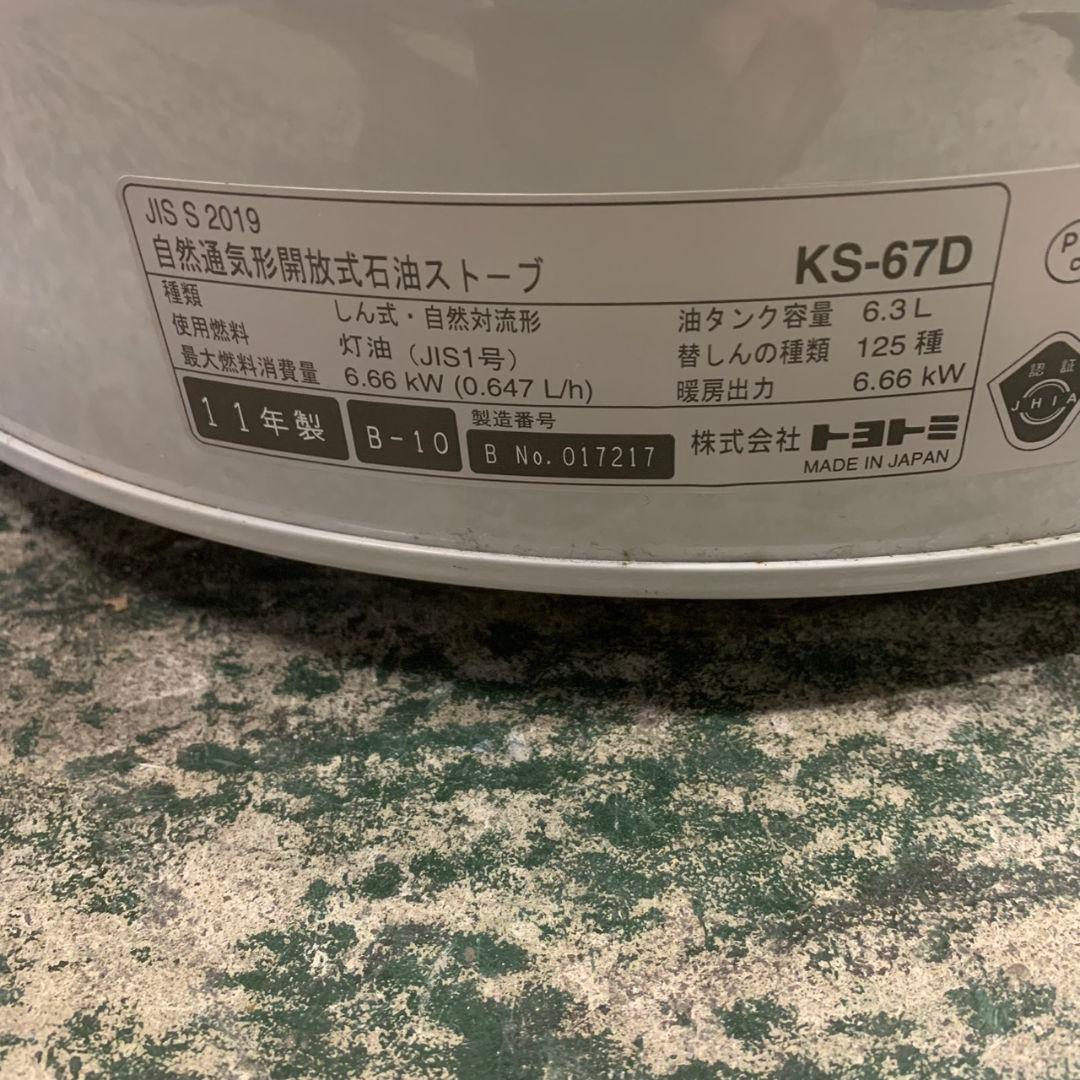 JIS S 2019
自然通気形開放式石油ストーブ KS-67D
種類 しん式・自然対流形 油タンク容量 6.3 L
使用燃料 灯油（JIS1号） 替しんの種類 125 種
最大燃料消費量 6.66 kW (0.647 L/h) 暖房出力 6.66 kW
11年製 B-10 製造番号
B No. 017217
株式会社 トヨトミ
MADE IN JAPAN
認証
JHIA